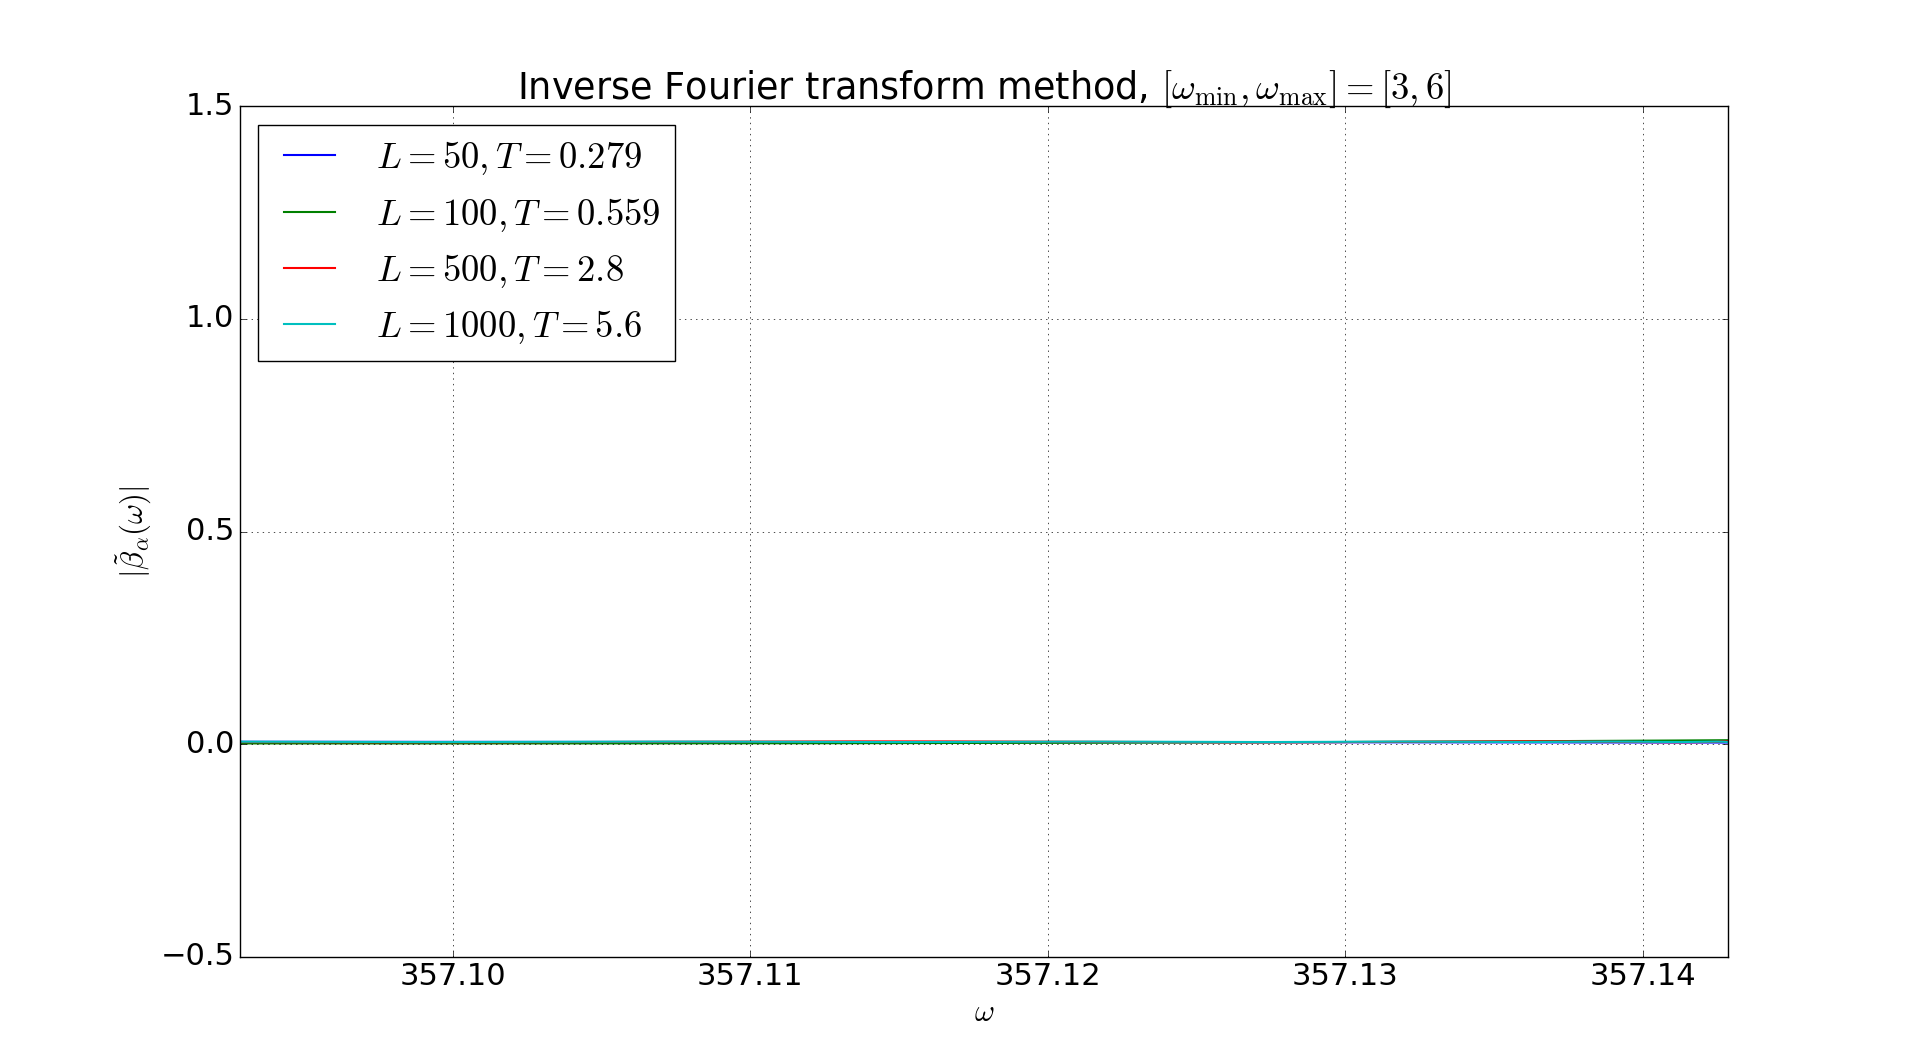 Inverse Fourier transform method, [ω_min, ω_max] = [3, 6]
1.5
L = 50, T = 0.279
L = 100, T = 0.559
L = 500, T = 2.8
L = 1000, T = 5.6
1.0
0.5
|β̃_α(ω)|
0.0
−0.5
357.10 357.11 357.12 357.13 357.14
ω